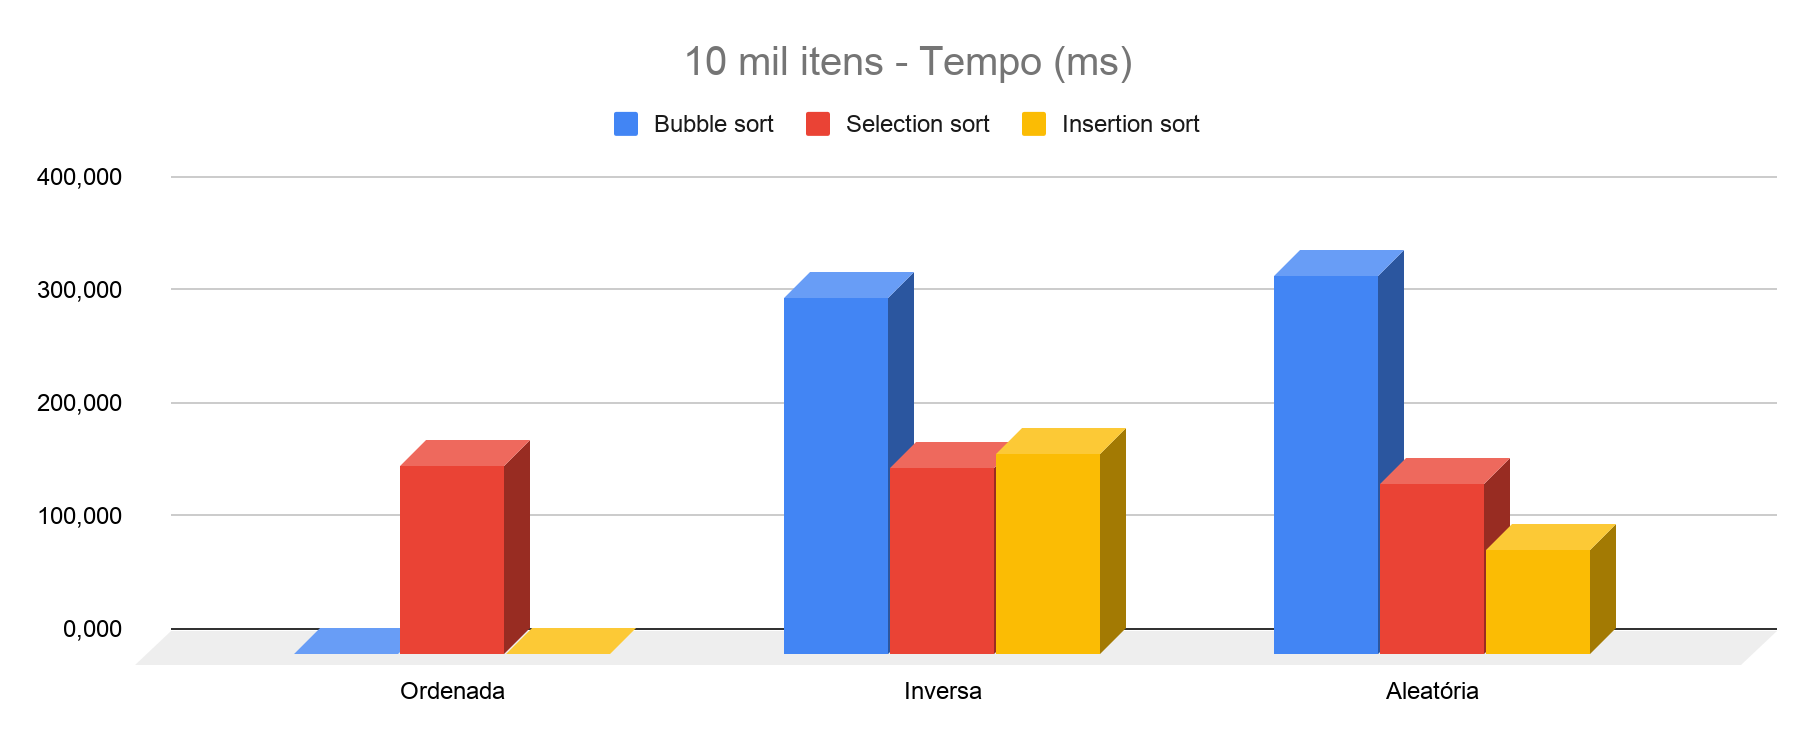 10 mil itens - Tempo (ms)
Bubble sort Selection sort Insertion sort
400,000
300,000
200,000
100,000
0,000
Ordenada Inversa Aleatória